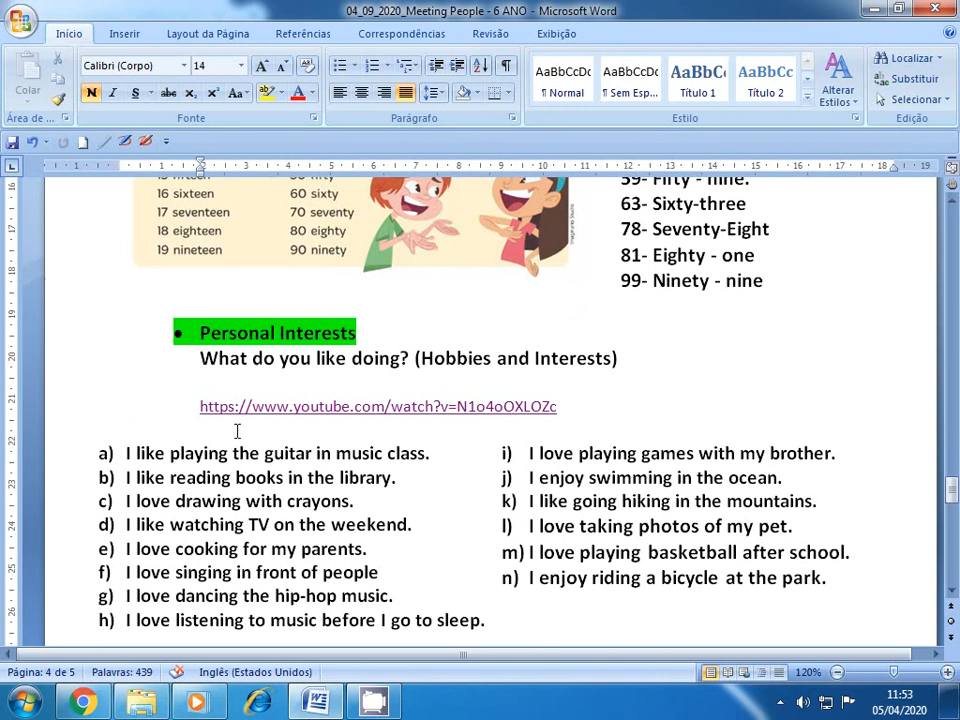 04_09_2020_Meeting People - 6 ANO - Microsoft Word
Início Inserir Layout da Página Referências Correspondências Revisão Exibição
Calibri (Corpo) 14
Localizar
Substituir
Selecionar
Colar
N I S abc X₂ X² Aa A
AaBbCcDc AaBbCcDc AaBbCc AaBbCc
¶ Normal ¶ Sem Esp... Título 1 Título 2
Alterar Estilos
Área de... Fonte Parágrafo Estilo Edição
16 sixteen 60 sixty
17 seventeen 70 seventy
18 eighteen 80 eighty
19 nineteen 90 ninety
59- Fifty - nine.
63- Sixty-three
78- Seventy-Eight
81- Eighty - one
99- Ninety - nine
• Personal Interests
What do you like doing? (Hobbies and Interests)
https://www.youtube.com/watch?v=N1o4oOXLOZc
a) I like playing the guitar in music class.
b) I like reading books in the library.
c) I love drawing with crayons.
d) I like watching TV on the weekend.
e) I love cooking for my parents.
f) I love singing in front of people
g) I love dancing the hip-hop music.
h) I love listening to music before I go to sleep.
i) I love playing games with my brother.
j) I enjoy swimming in the ocean.
k) I like going hiking in the mountains.
l) I love taking photos of my pet.
m) I love playing basketball after school.
n) I enjoy riding a bicycle at the park.
Página: 4 de 5 Palavras: 439 Inglês (Estados Unidos) 120%
11:53
05/04/2020